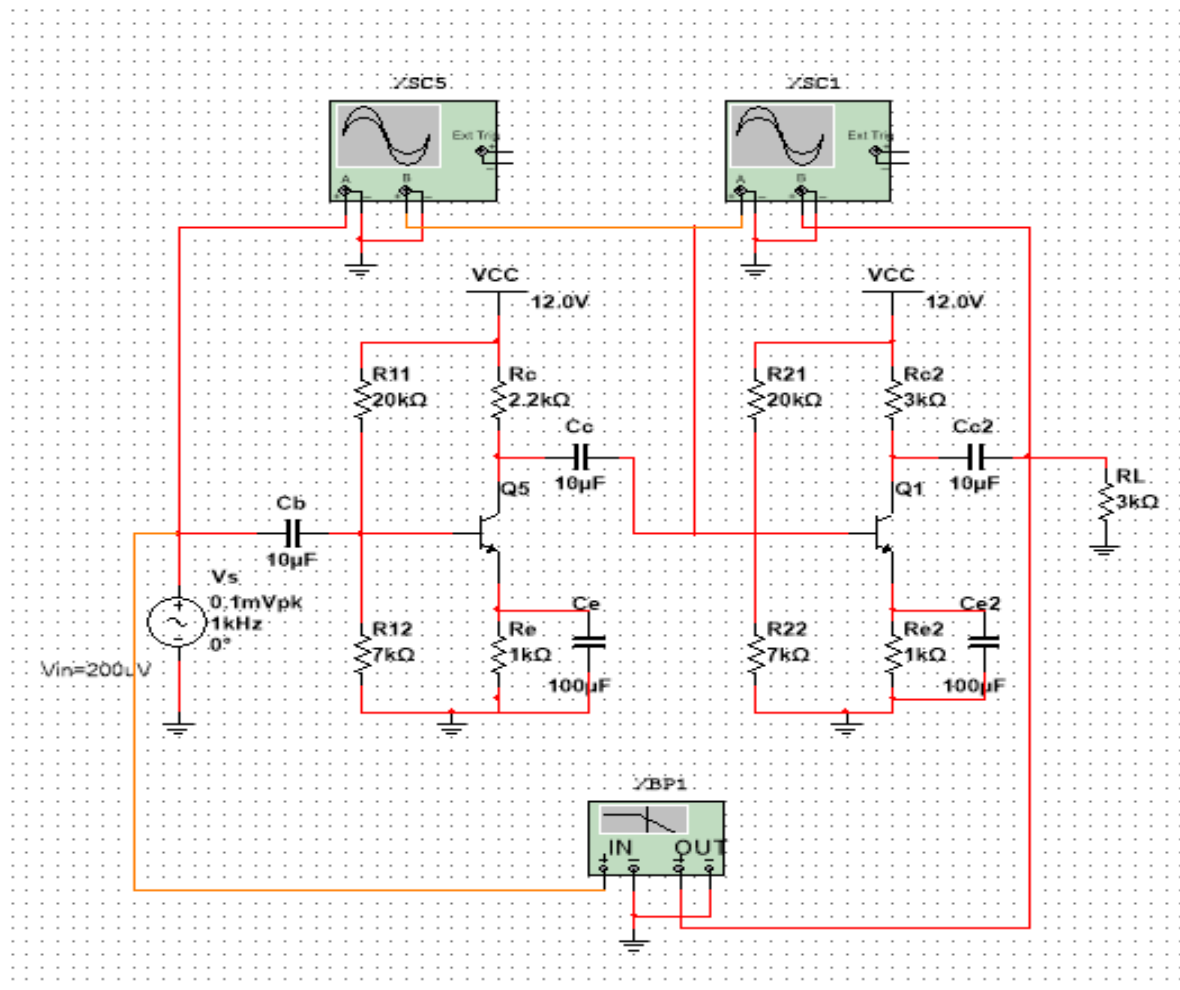 XSC5
XSC1
Ext Trig
A
B
Ext Trig
A
B
VCC
12.0V
VCC
12.0V
R11
20kΩ
Rc
2.2kΩ
R21
20kΩ
Rc2
3kΩ
Cc
10µF
Cc2
10µF
Q5
Q1
RL
3kΩ
Cb
10µF
Vs
0.1mVpk
1kHz
0°
Vin=200uV
R12
7kΩ
Re
1kΩ
Ce
100µF
R22
7kΩ
Re2
1kΩ
Ce2
100µF
XBP1
IN
OUT